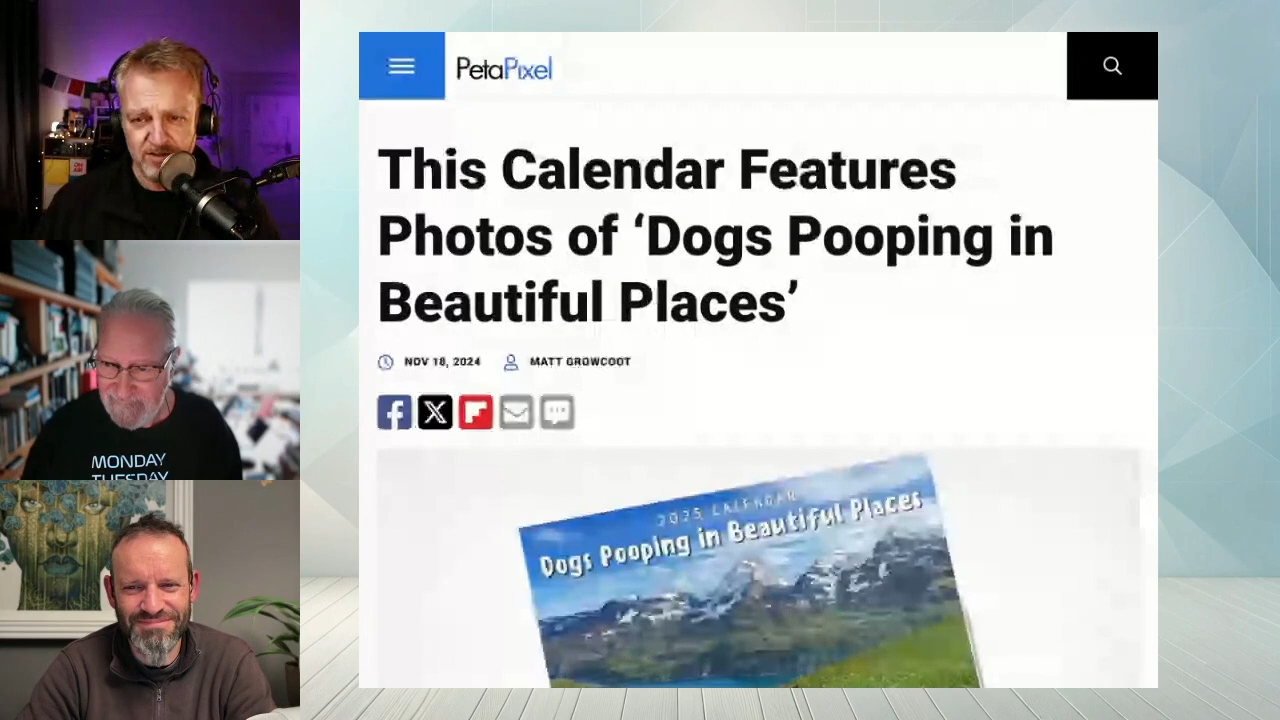 PetaPixel
This Calendar Features
Photos of ‘Dogs Pooping in
Beautiful Places’
NOV 18, 2024 MATT GROWCOOT
2025 CALENDAR
Dogs Pooping in Beautiful Places
MONDAY
TUESDAY